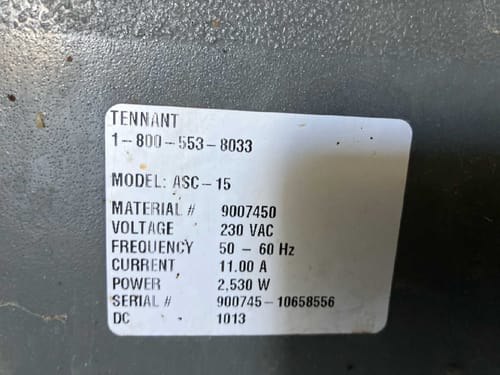 TENNANT
1-800-553-8033
MODEL: ASC-15
MATERIAL # 9007450
VOLTAGE 230 VAC
FREQUENCY 50 - 60 Hz
CURRENT 11.00 A
POWER 2,530 W
SERIAL # 900745-10658556
DC 1013